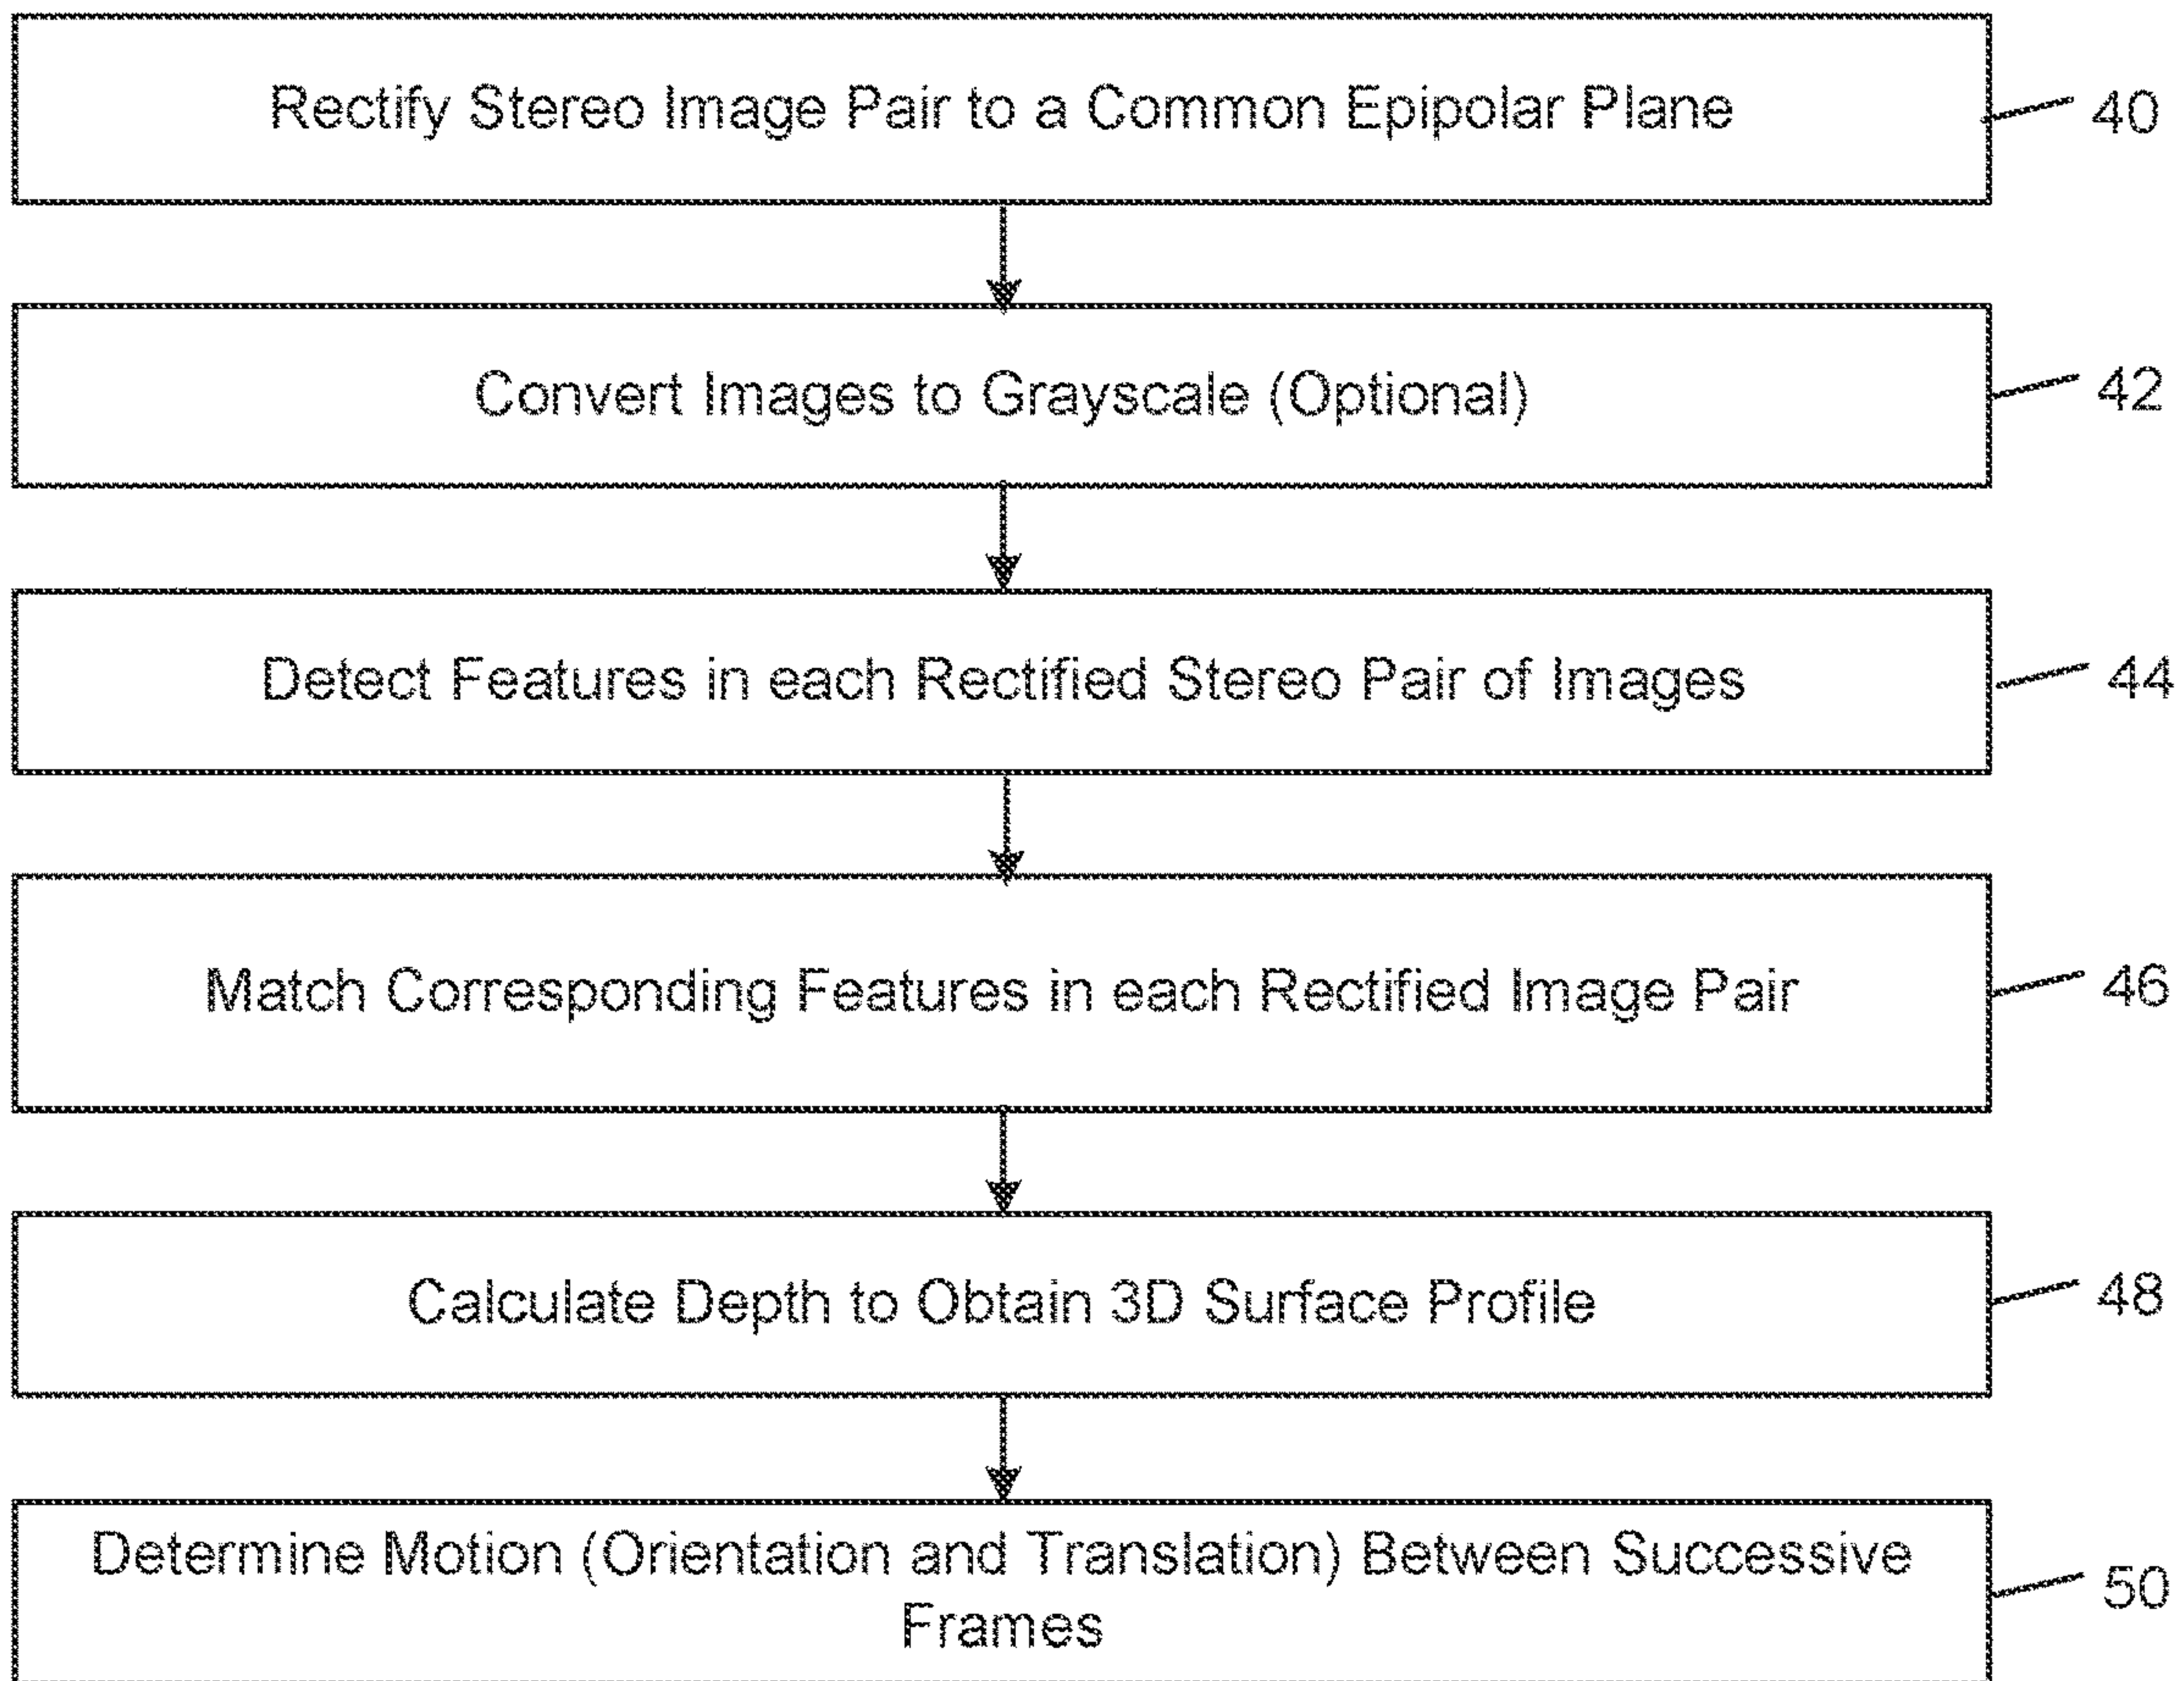 Rectify Stereo Image Pair to a Common Epipolar Plane
40
Convert Images to Grayscale (Optional)
42
Detect Features in each Rectified Stereo Pair of Images
44
Match Corresponding Features in each Rectified Image Pair
46
Calculate Depth to Obtain 3D Surface Profile
48
Determine Motion (Orientation and Translation) Between Successive
Frames
50